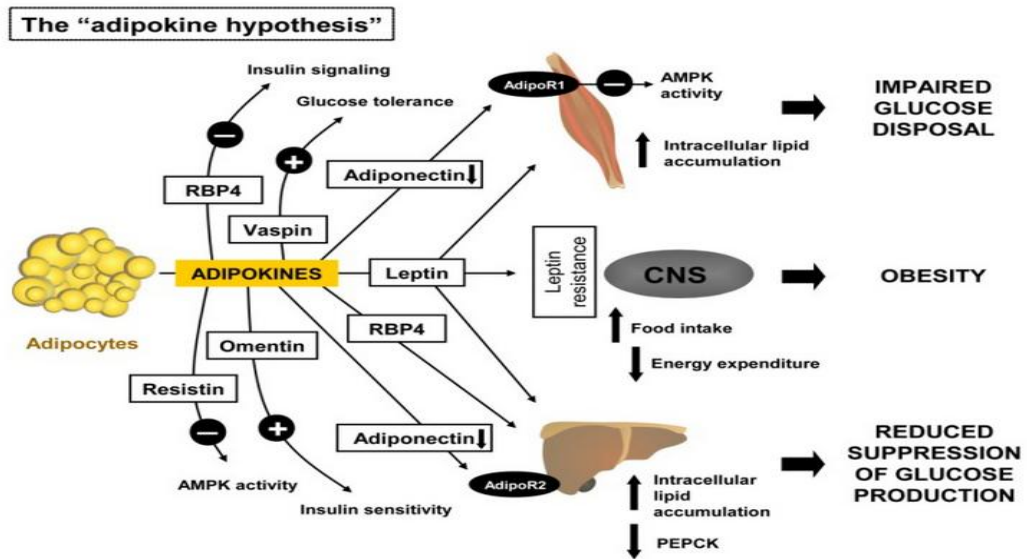 The “adipokine hypothesis”
Insulin signaling
Glucose tolerance
RBP4
Vaspin
Adiponectin
AdipoR1
AMPK
activity
Intracellular lipid
accumulation
IMPAIRED
GLUCOSE
DISPOSAL
Adipocytes
ADIPOKINES
Leptin
Leptin
resistance
CNS
Food intake
Energy expenditure
OBESITY
RBP4
Omentin
Resistin
Adiponectin
AMPK activity
Insulin sensitivity
AdipoR2
Intracellular
lipid
accumulation
PEPCK
REDUCED
SUPPRESSION
OF GLUCOSE
PRODUCTION